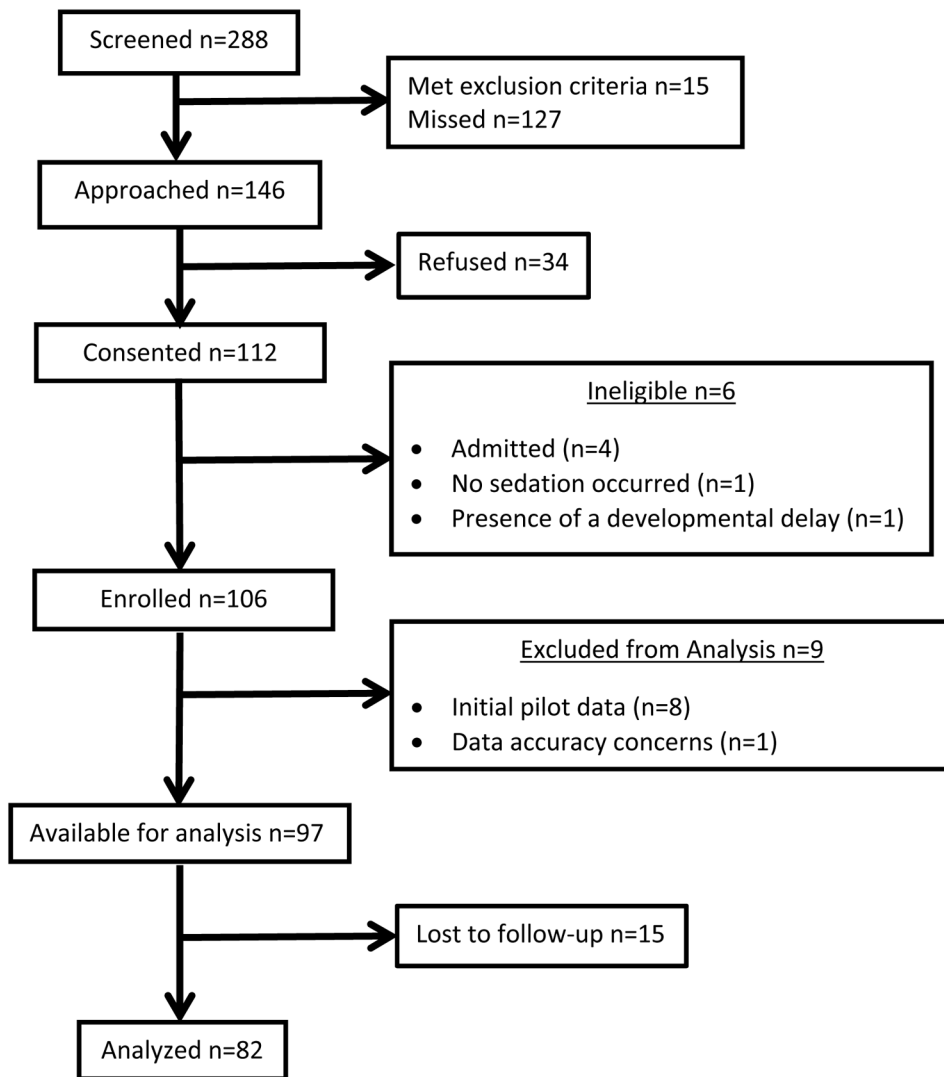 Screened n=288
Met exclusion criteria n=15
Missed n=127
Approached n=146
Refused n=34
Consented n=112
Ineligible n=6
• Admitted (n=4)
• No sedation occurred (n=1)
• Presence of a developmental delay (n=1)
Enrolled n=106
Excluded from Analysis n=9
• Initial pilot data (n=8)
• Data accuracy concerns (n=1)
Available for analysis n=97
Lost to follow-up n=15
Analyzed n=82